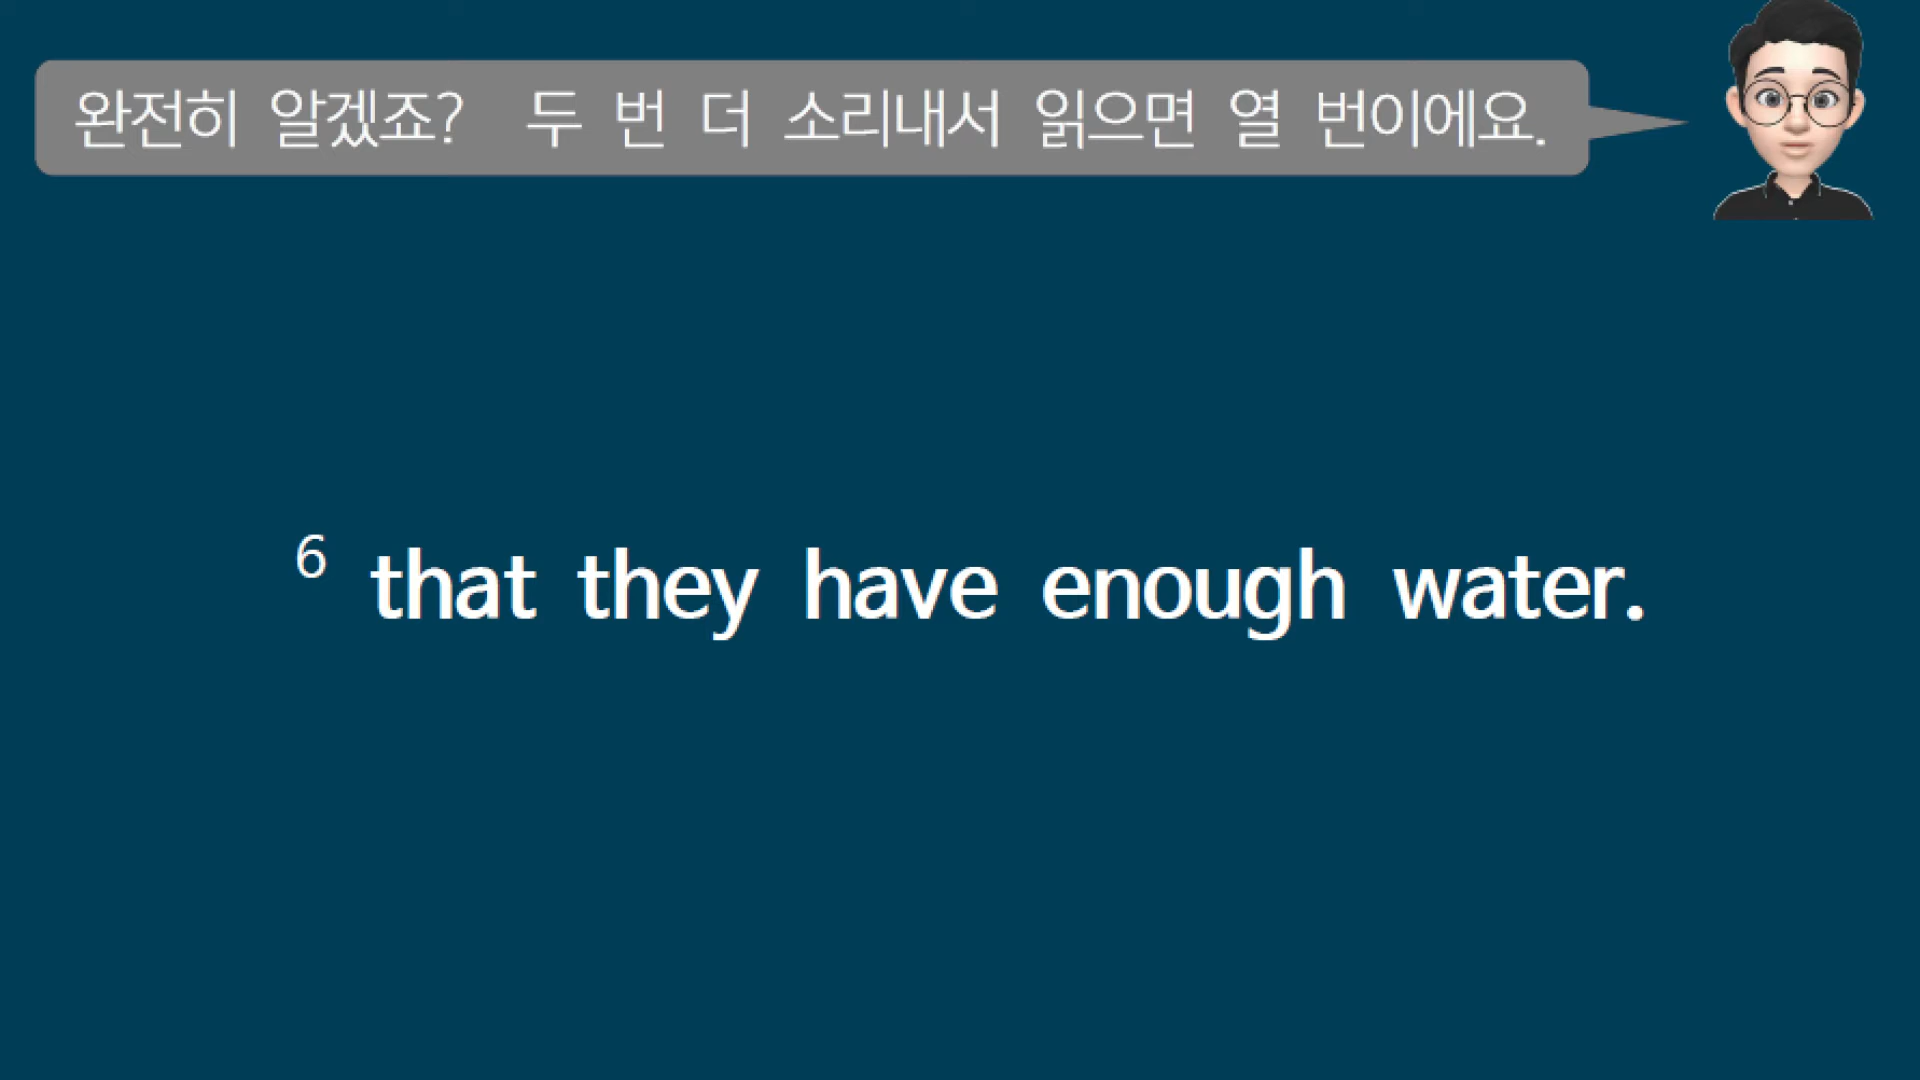 완전히 알겠죠? 두 번 더 소리내서 읽으면 열 번이에요.
6 that they have enough water.